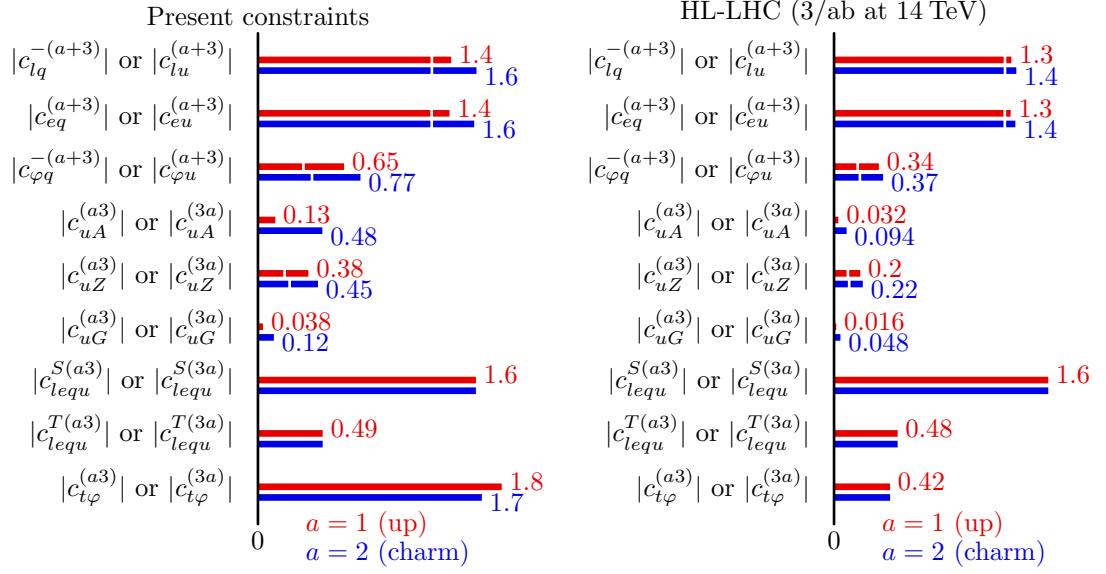 Present constraints
|c_{lq}^{-(a+3)}| or |c_{lu}^{(a+3)}| 1.4
1.6
|c_{eq}^{(a+3)}| or |c_{eu}^{(a+3)}| 1.4
1.6
|c_{φq}^{-(a+3)}| or |c_{φu}^{(a+3)}| 0.65
0.77
|c_{uA}^{(a3)}| or |c_{uA}^{(3a)}| 0.13
0.48
|c_{uZ}^{(a3)}| or |c_{uZ}^{(3a)}| 0.38
0.45
|c_{uG}^{(a3)}| or |c_{uG}^{(3a)}| 0.038
0.12
|c_{lequ}^{S(a3)}| or |c_{lequ}^{S(3a)}| 1.6
|c_{lequ}^{T(a3)}| or |c_{lequ}^{T(3a)}| 0.49
|c_{tφ}^{(a3)}| or |c_{tφ}^{(3a)}| 1.8
1.7
0
a = 1 (up)
a = 2 (charm)
HL-LHC (3/ab at 14 TeV)
|c_{lq}^{-(a+3)}| or |c_{lu}^{(a+3)}| 1.3
1.4
|c_{eq}^{(a+3)}| or |c_{eu}^{(a+3)}| 1.3
1.4
|c_{φq}^{-(a+3)}| or |c_{φu}^{(a+3)}| 0.34
0.37
|c_{uA}^{(a3)}| or |c_{uA}^{(3a)}| 0.032
0.094
|c_{uZ}^{(a3)}| or |c_{uZ}^{(3a)}| 0.2
0.22
|c_{uG}^{(a3)}| or |c_{uG}^{(3a)}| 0.016
0.048
|c_{lequ}^{S(a3)}| or |c_{lequ}^{S(3a)}| 1.6
|c_{lequ}^{T(a3)}| or |c_{lequ}^{T(3a)}| 0.48
|c_{tφ}^{(a3)}| or |c_{tφ}^{(3a)}| 0.42
0
a = 1 (up)
a = 2 (charm)